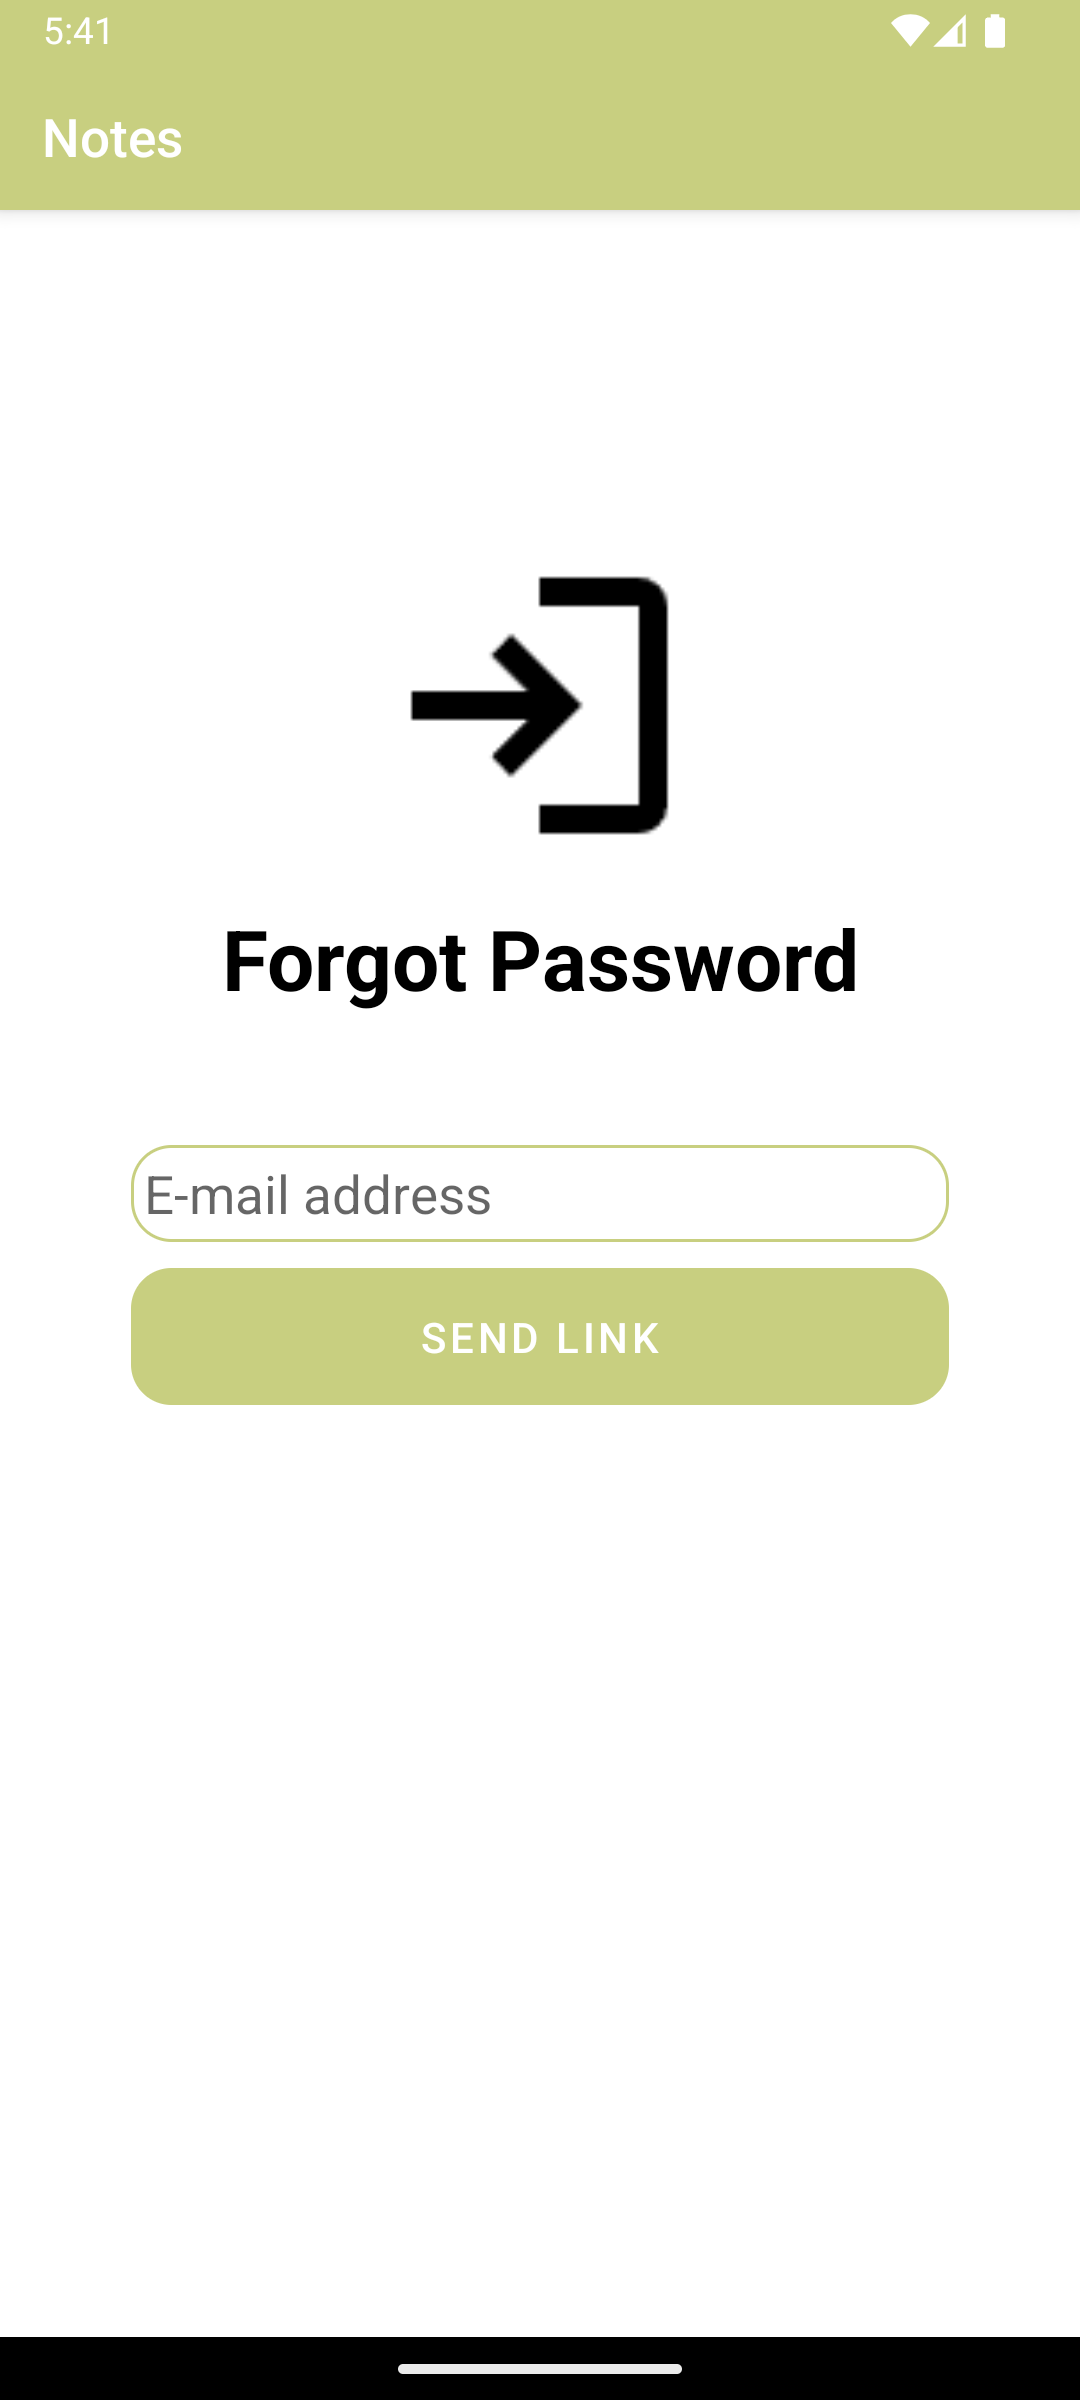 5:41
Notes
Forgot Password
E-mail address
SEND LINK